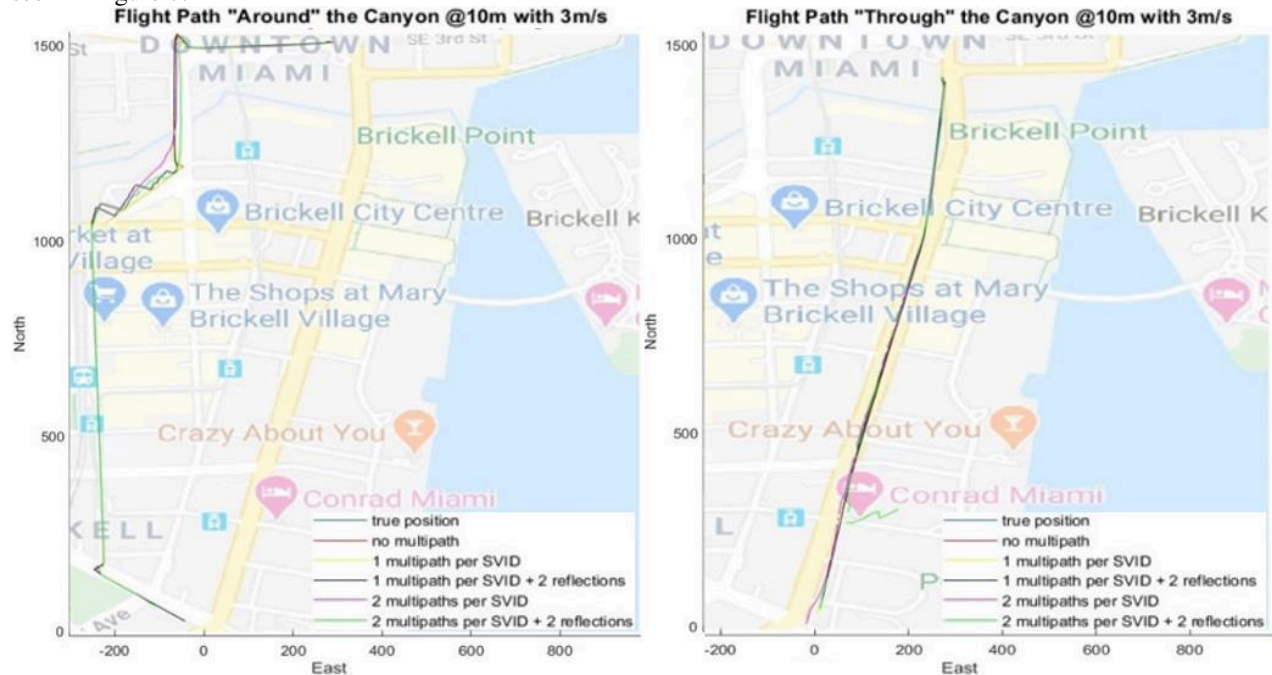 Flight Path "Around" the Canyon @10m with 3m/s
1500
St
DOWNTOWN
MIAMI
SE 3rd St
Brickell Point
Brickell City Centre
Brickell K
1000
rket at
Village
The Shops at Mary
Brickell Village
North
500
Crazy About You
Conrad Miami
KELL
Ave
true position
no multipath
1 multipath per SVID
1 multipath per SVID + 2 reflections
2 multipaths per SVID
2 multipaths per SVID + 2 reflections
0
-200 0 200 400 600 800
East
Flight Path "Through" the Canyon @10m with 3m/s
1500
DOWNTOWN
MIAMI
Brickell Point
Brickell City Centre
Brickell K
1000
at
e
The Shops at Mary
Brickell Village
North
500
Crazy About You
Conrad Miami
L
P
true position
no multipath
1 multipath per SVID
1 multipath per SVID + 2 reflections
2 multipaths per SVID
2 multipaths per SVID + 2 reflections
0
-200 0 200 400 600 800
East